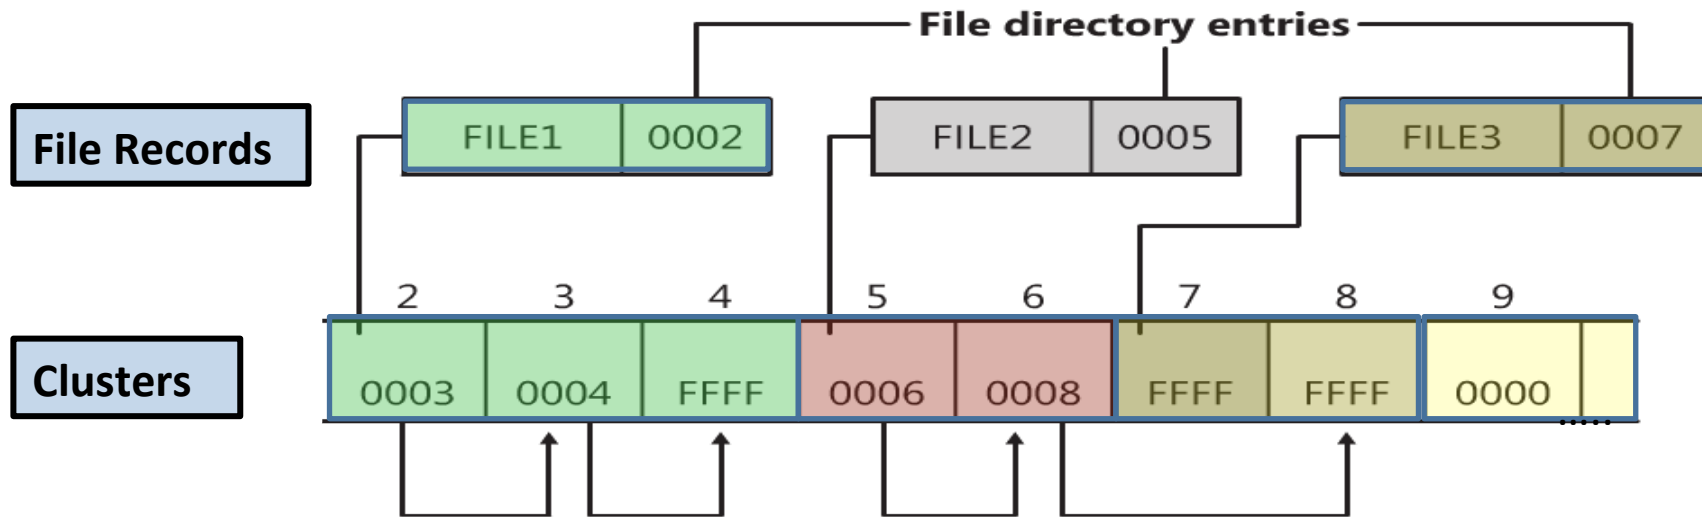 File directory entries
File Records
FILE1 0002 FILE2 0005 FILE3 0007
2 3 4 5 6 7 8 9
Clusters
0003 0004 FFFF 0006 0008 FFFF FFFF 0000
.....